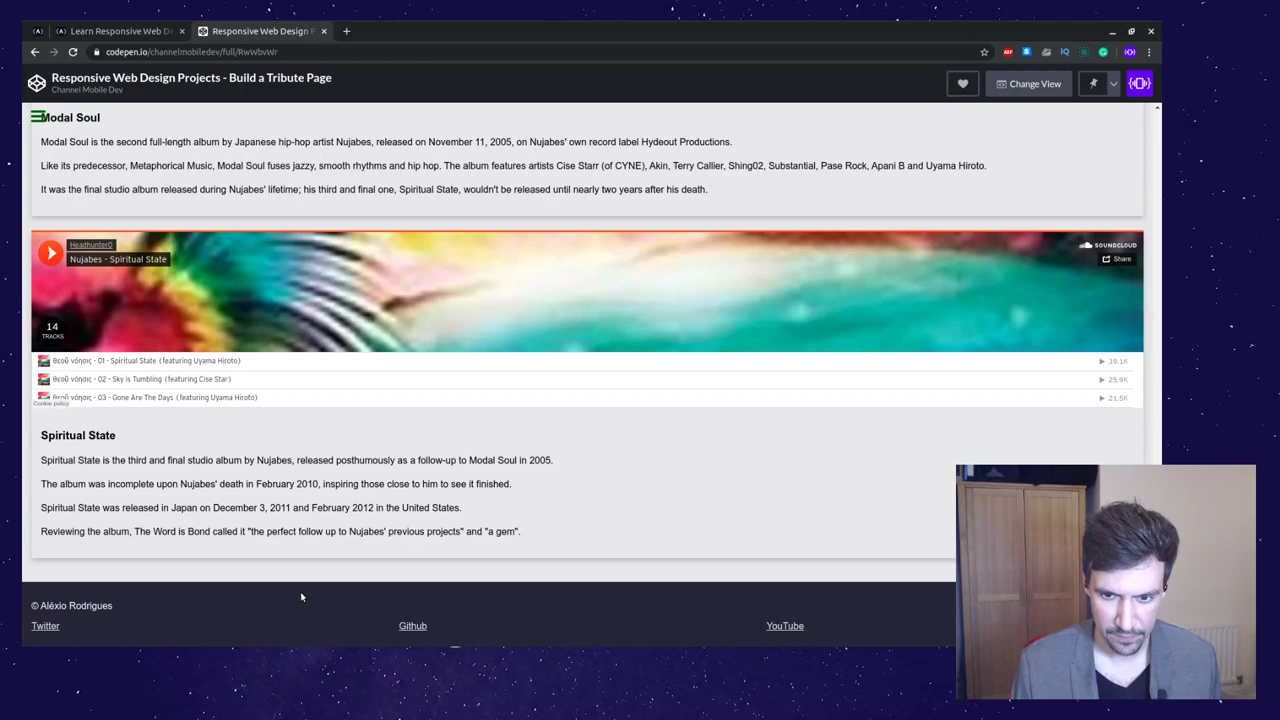 Learn Responsive Web De
Responsive Web Design P
codepen.io/channelmobiledev/full/RwWbvWr
ABP
S
IQ
G
Responsive Web Design Projects - Build a Tribute Page
Channel Mobile Dev
Change View
Modal Soul
Modal Soul is the second full-length album by Japanese hip-hop artist Nujabes, released on November 11, 2005, on Nujabes' own record label Hydeout Productions.
Like its predecessor, Metaphorical Music, Modal Soul fuses jazzy, smooth rhythms and hip hop. The album features artists Cise Starr (of CYNE), Akin, Terry Callier, Shing02, Substantial, Pase Rock, Apani B and Uyama Hiroto.
It was the final studio album released during Nujabes' lifetime; his third and final one, Spiritual State, wouldn't be released until nearly two years after his death.
Headhunter0
SOUNDCLOUD
Nujabes - Spiritual State
Share
14
TRACKS
θεοῦ νόησις - 01 - Spiritual State (featuring Uyama Hiroto)
39.1K
θεοῦ νόησις - 02 - Sky is Tumbling (featuring Cise Star)
25.9K
θεοῦ νόησις - 03 - Gone Are The Days (featuring Uyama Hiroto)
21.5K
Cookie policy
Spiritual State
Spiritual State is the third and final studio album by Nujabes, released posthumously as a follow-up to Modal Soul in 2005.
The album was incomplete upon Nujabes' death in February 2010, inspiring those close to him to see it finished.
Spiritual State was released in Japan on December 3, 2011 and February 2012 in the United States.
Reviewing the album, The Word is Bond called it "the perfect follow up to Nujabes' previous projects" and "a gem".
© Aléxio Rodrigues
Twitter
Github
YouTube